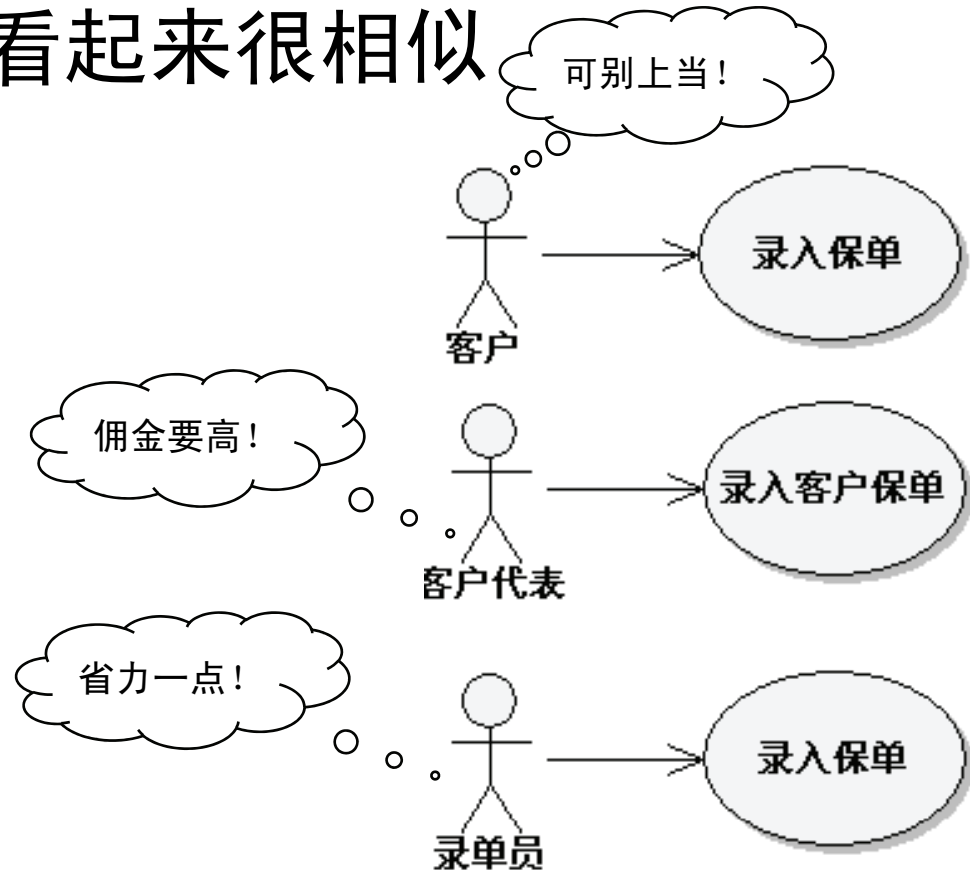 看起来很相似
可别上当！
录入保单
客户
佣金要高！
录入客户保单
客户代表
省力一点！
录入保单
录单员